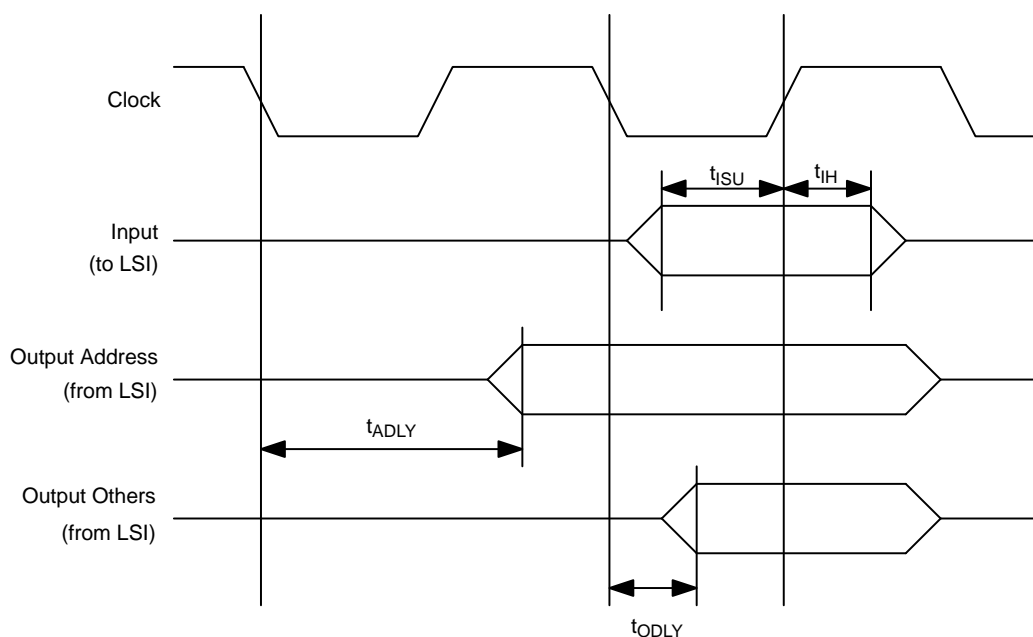 Clock
tISU
tIH
Input
(to LSI)
Output Address
(from LSI)
tADLY
Output Others
(from LSI)
tODLY